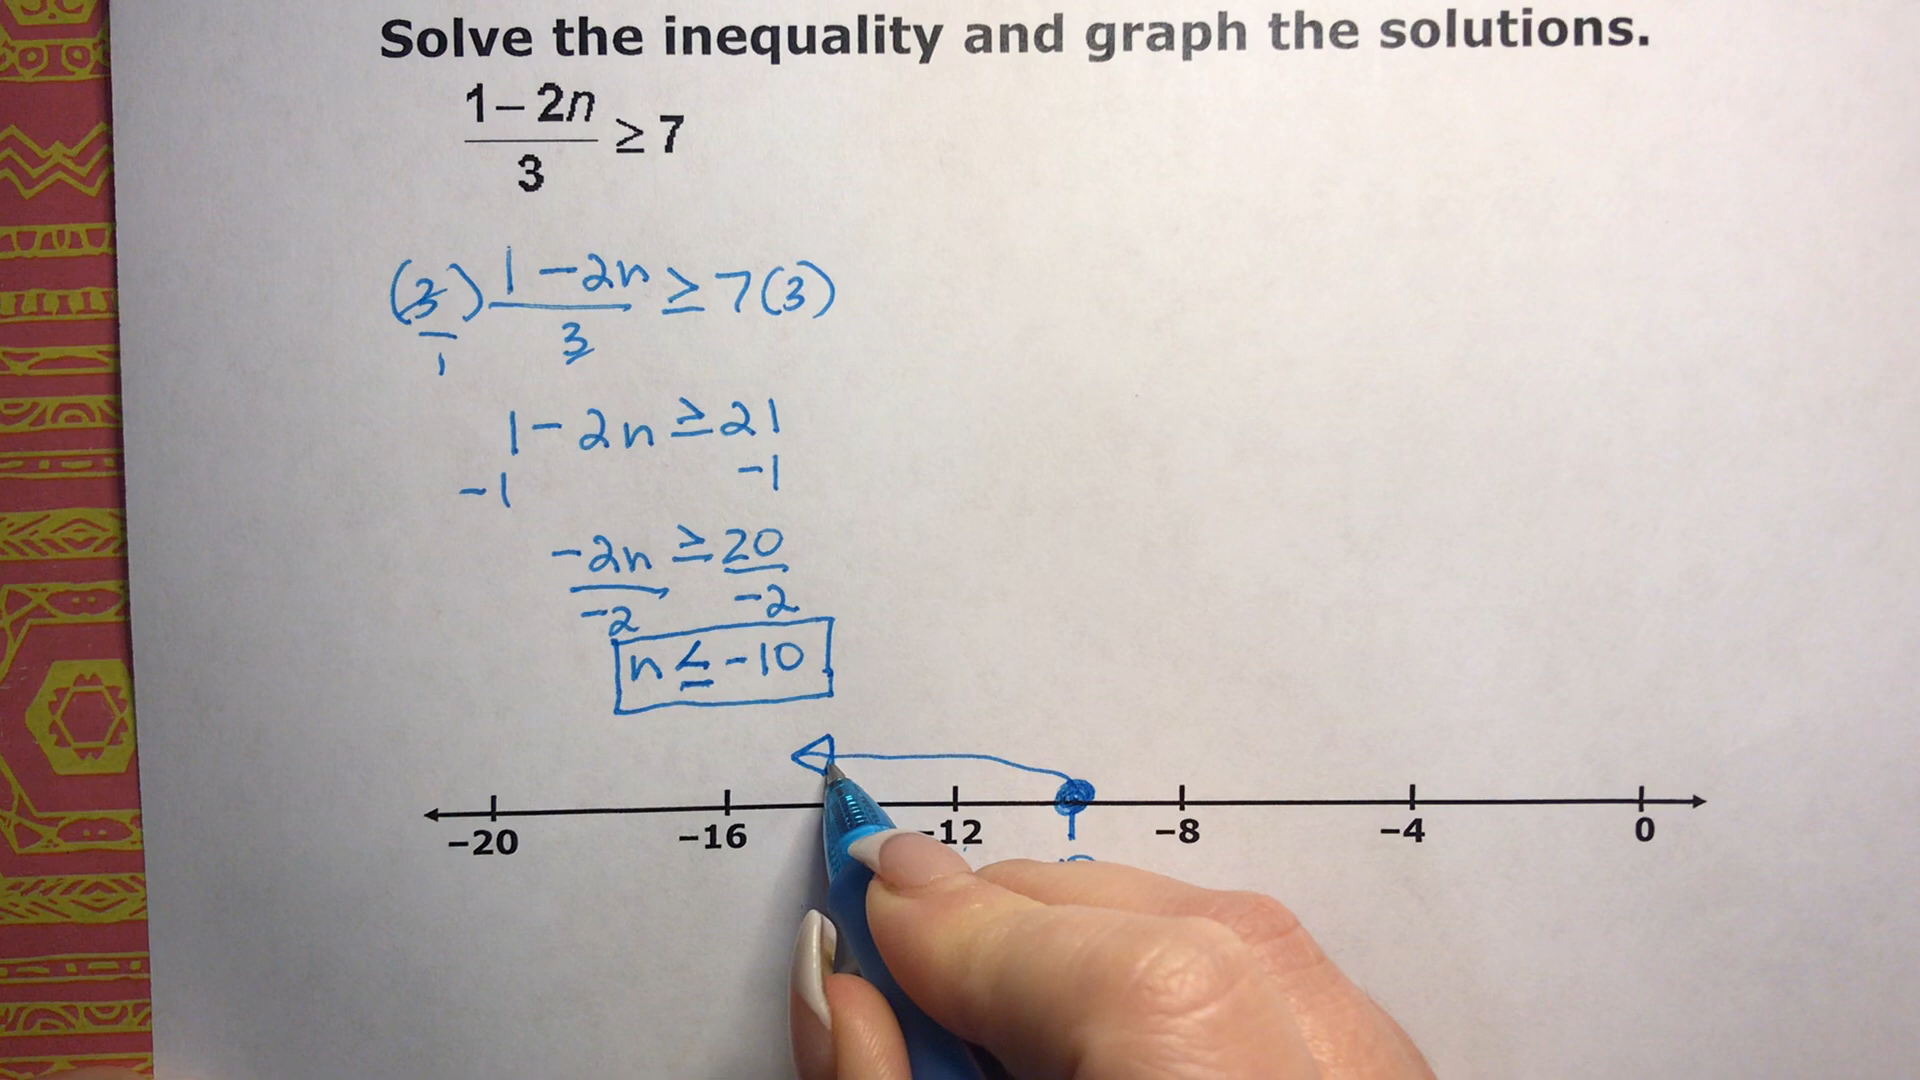 Solve the inequality and graph the solutions.
1 – 2n
≥ 7
3
(3) 1 - 2n ≥ 7(3)
1 3
1 - 2n ≥ 21
-1 -1
-2n ≥ 20
-2 -2
n ≤ -10
–20 –16 –12 –8 –4 0